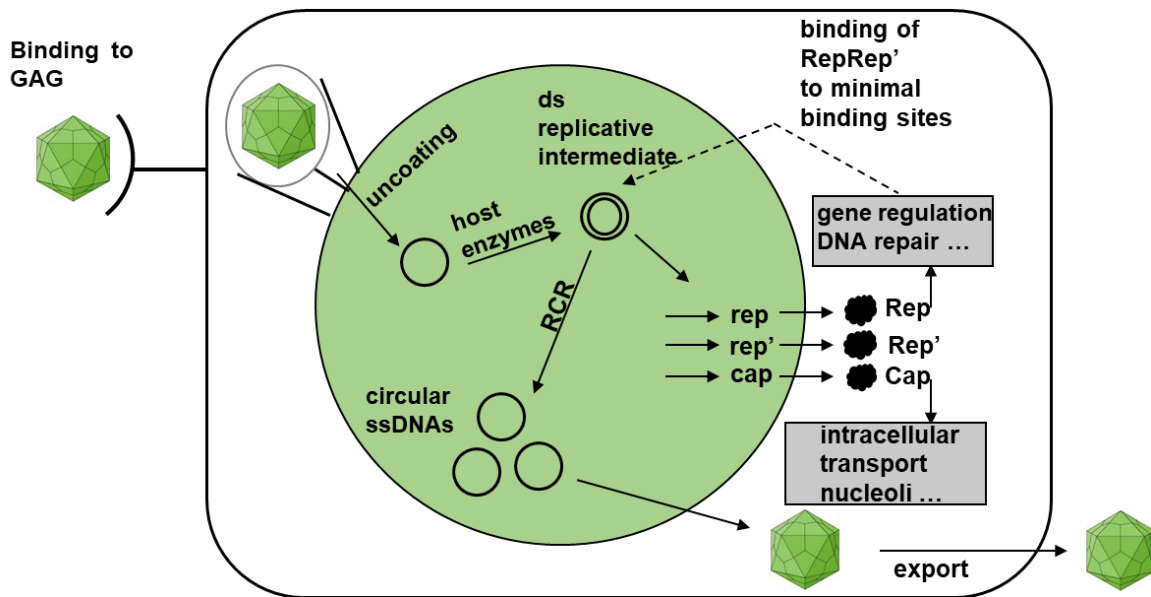 Binding to
GAG
uncoating
host
enzymes
ds
replicative
intermediate
binding of
RepRep’
to minimal
binding sites
gene regulation
DNA repair ...
RCR
rep
Rep
rep’
Rep’
cap
Cap
circular
ssDNAs
intracellular
transport
nucleoli ...
export